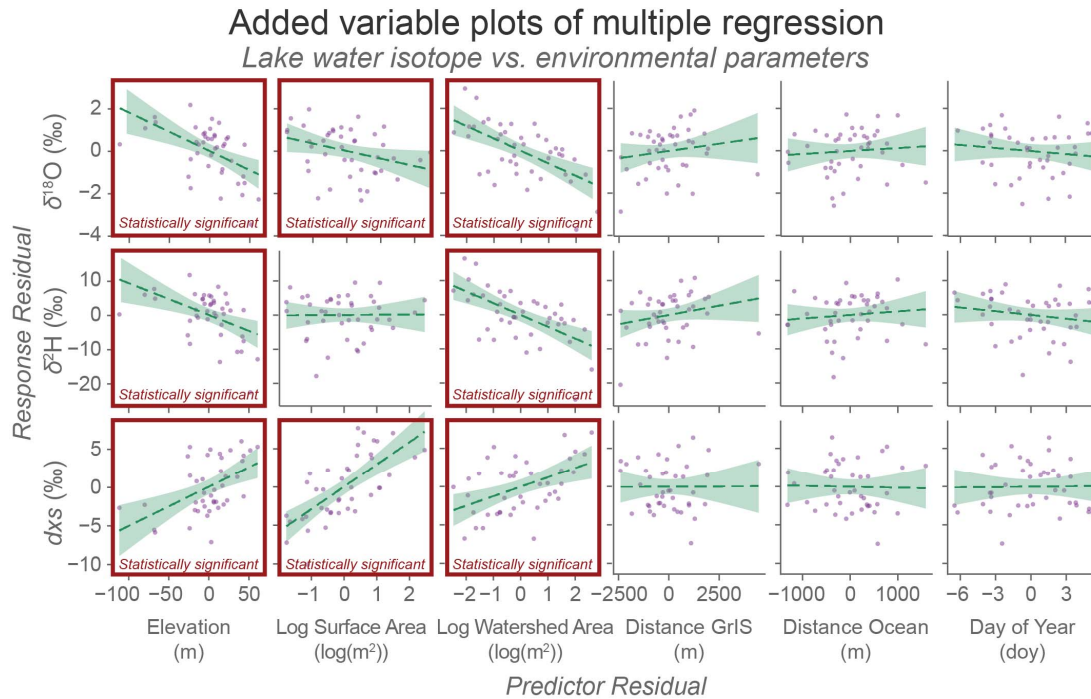 Added variable plots of multiple regression
Lake water isotope vs. environmental parameters
Response Residual
δ¹⁸O (‰)
2
0
−2
−4
Statistically significant
Statistically significant
Statistically significant
δ²H (‰)
10
0
−10
−20
Statistically significant
Statistically significant
dxs (‰)
5
0
−5
−10
Statistically significant
Statistically significant
Statistically significant
−100 −50 0 50
−1 0 1 2
−2 −1 0 1 2
−2500 0 2500
−1000 0 1000
−6 −3 0 3
Elevation
(m)
Log Surface Area
(log(m²))
Log Watershed Area
(log(m²))
Distance GrIS
(m)
Distance Ocean
(m)
Day of Year
(doy)
Predictor Residual